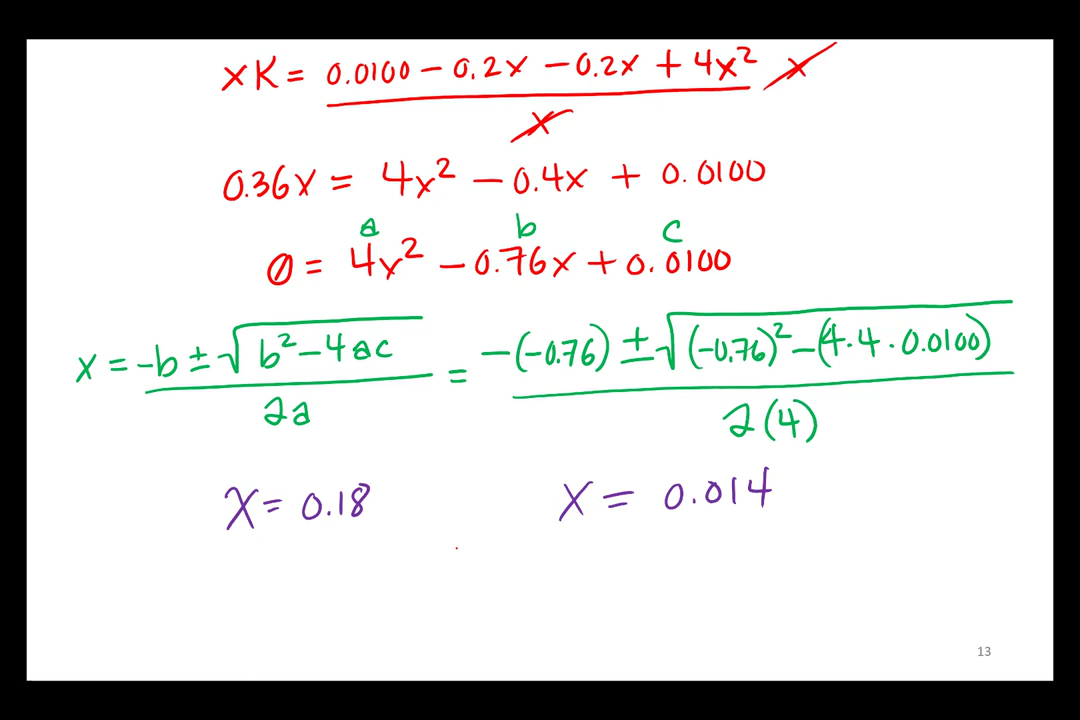 xK = 0.0100 - 0.2x - 0.2x + 4x² x / x
0.36x = 4x² - 0.4x + 0.0100
a b c
0 = 4x² - 0.76x + 0.0100
x = -b ± √(b² - 4ac) / 2a = -(-0.76) ± √((-0.76)² - (4·4·0.0100)) / 2(4)
x = 0.18 x = 0.014
13